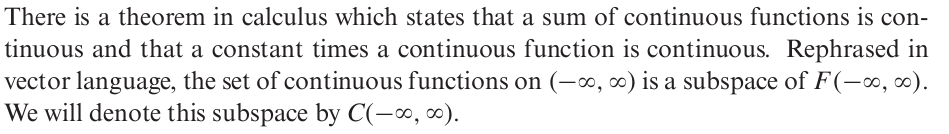 There is a theorem in calculus which states that a sum of continuous functions is con-
tinuous and that a constant times a continuous function is continuous. Rephrased in
vector language, the set of continuous functions on (−∞, ∞) is a subspace of F(−∞, ∞).
We will denote this subspace by C(−∞, ∞).